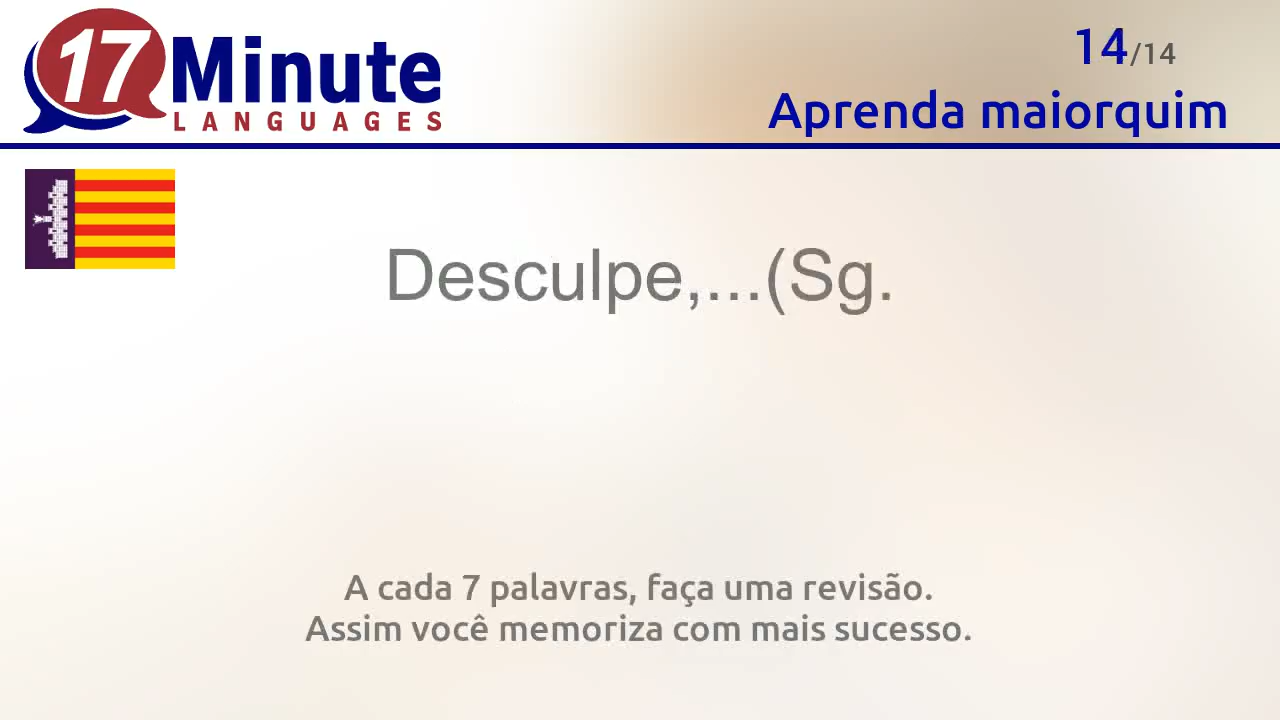 17 Minute
LANGUAGES
14/14
Aprenda maiorquim
Desculpe,...(Sg.
A cada 7 palavras, faça uma revisão.
Assim você memoriza com mais sucesso.